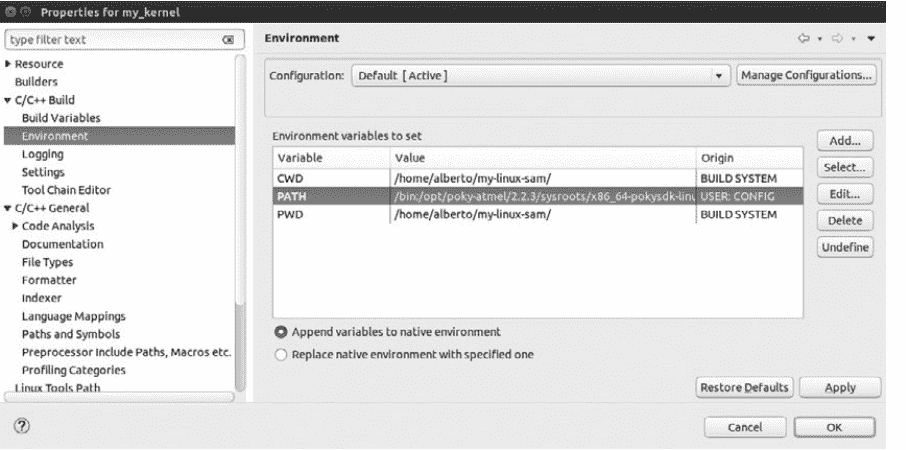 Properties for my_kernel
type filter text
Resource
Builders
C/C++ Build
Build Variables
Environment
Logging
Settings
Tool Chain Editor
C/C++ General
Code Analysis
Documentation
File Types
Formatter
Indexer
Language Mappings
Paths and Symbols
Preprocessor Include Paths, Macros etc.
Profiling Categories
Linux Tools Path
Environment
Configuration: Default [ Active ] Manage Configurations...
Environment variables to set
Variable Value Origin
CWD /home/alberto/my-linux-sam/ BUILD SYSTEM
PATH /bin:/opt/poky-atmel/2.2.3/sysroots/x86_64-pokysdk-linu USER: CONFIG
PWD /home/alberto/my-linux-sam/ BUILD SYSTEM
Add...
Select...
Edit...
Delete
Undefine
Append variables to native environment
Replace native environment with specified one
Restore Defaults Apply
? Cancel OK